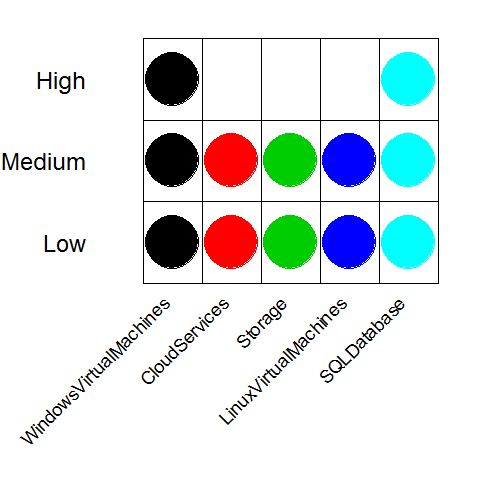 High
Medium
Low
WindowsVirtualMachines
CloudServices
Storage
LinuxVirtualMachines
SQLDatabase